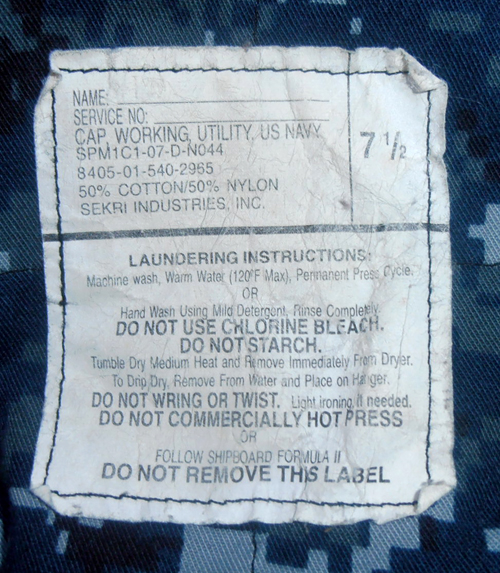 NAME:
SERVICE NO:
CAP, WORKING, UTILITY, US NAVY
SPM1C1-07-D-N044
8405-01-540-2965
50% COTTON/50% NYLON
SEKRI INDUSTRIES, INC.
7 1/2
LAUNDERING INSTRUCTIONS:
Machine wash, Warm Water (120°F Max), Permanent Press Cycle.
OR
Hand Wash Using Mild Detergent, Rinse Completely.
DO NOT USE CHLORINE BLEACH.
DO NOT STARCH.
Tumble Dry Medium Heat and Remove Immediately From Dryer.
To Drip Dry, Remove From Water and Place on Hanger.
DO NOT WRING OR TWIST. Light ironing, if needed.
DO NOT COMMERCIALLY HOT PRESS
OR
FOLLOW SHIPBOARD FORMULA II
DO NOT REMOVE THIS LABEL